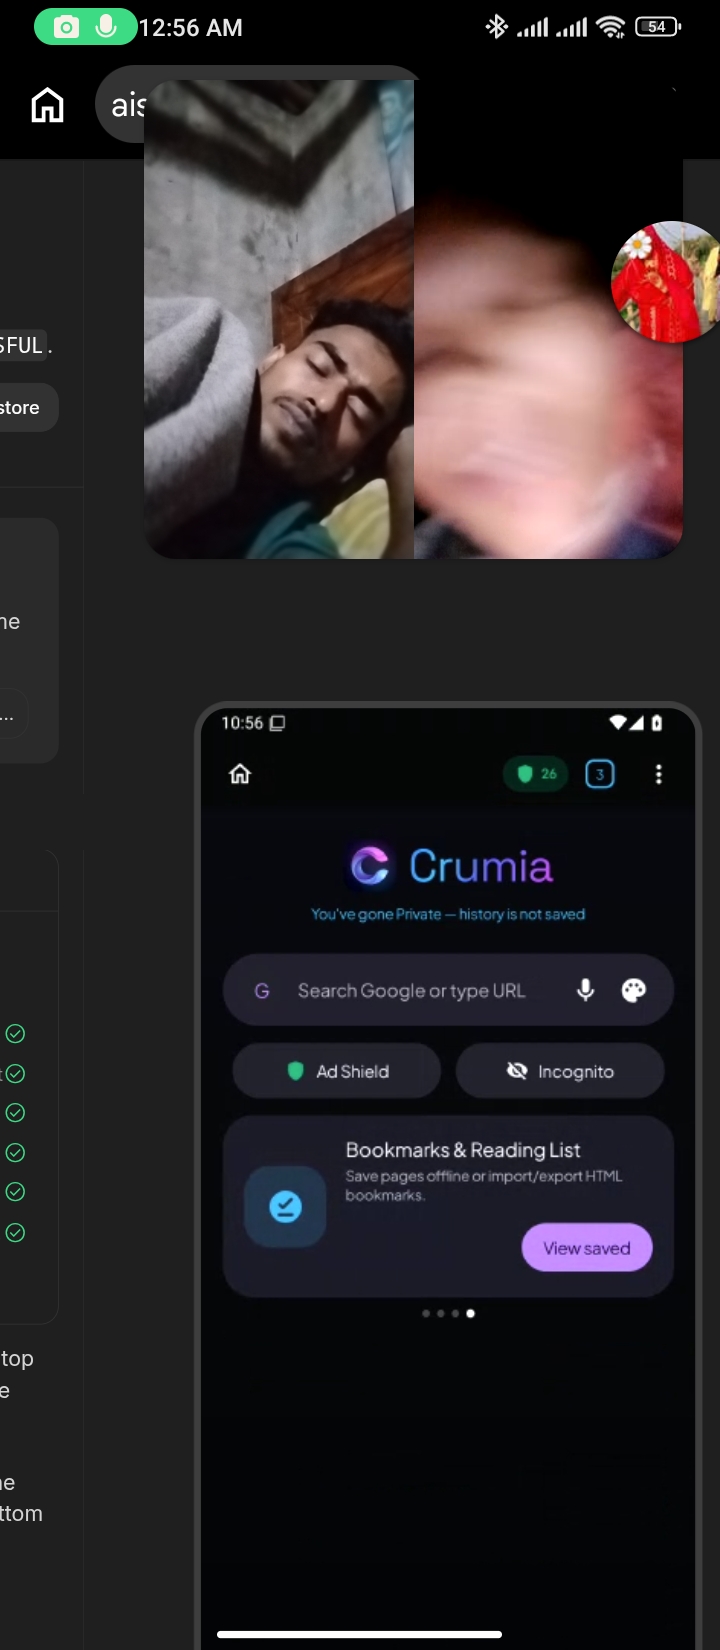 12:56 AM
54
ais
SFUL.
store
ne
...
10:56
26
3
Crumia
You've gone Private — history is not saved
G
Search Google or type URL
Ad Shield
Incognito
Bookmarks & Reading List
Save pages offline or import/export HTML
bookmarks.
View saved
t
top
e
ne
ttom